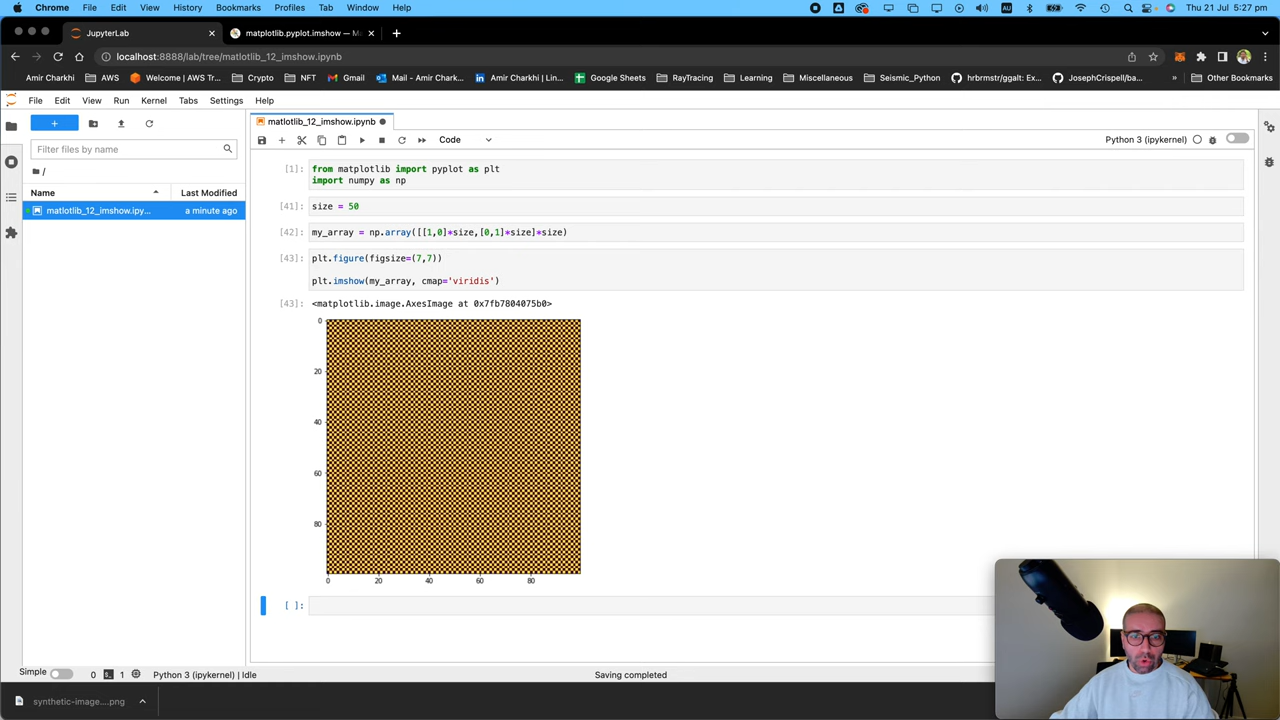 Chrome File Edit View History Bookmarks Profiles Tab Window Help AU Thu 21 Jul 5:27 pm
JupyterLab matplotlib.pyplot.imshow — M
localhost:8888/lab/tree/matlotlib_12_imshow.ipynb
Amir Charkhi AWS Welcome | AWS Tr... Crypto NFT Gmail Mail - Amir Charkhi | ... Amir Charkhi | Lin... Google Sheets RayTracing Learning Miscellaneous Seismic_Python hrbrmstr/ggalt: Ex... JosephCrispell/ba... » Other Bookmarks
File Edit View Run Kernel Tabs Settings Help
matlotlib_12_imshow.ipynb
Code Python 3 (ipykernel)
Filter files by name
/
Name Last Modified
matlotlib_12_imshow.ipy... a minute ago
[1]: from matplotlib import pyplot as plt
import numpy as np
[41]: size = 50
[42]: my_array = np.array([[1,0]*size,[0,1]*size]*size)
[43]: plt.figure(figsize=(7,7))
plt.imshow(my_array, cmap='viridis')
[43]: <matplotlib.image.AxesImage at 0x7fb7804075b0>
0
20
40
60
80
0 20 40 60 80
[ ]:
Simple 0 1 Python 3 (ipykernel) | Idle Saving completed
synthetic-image....png